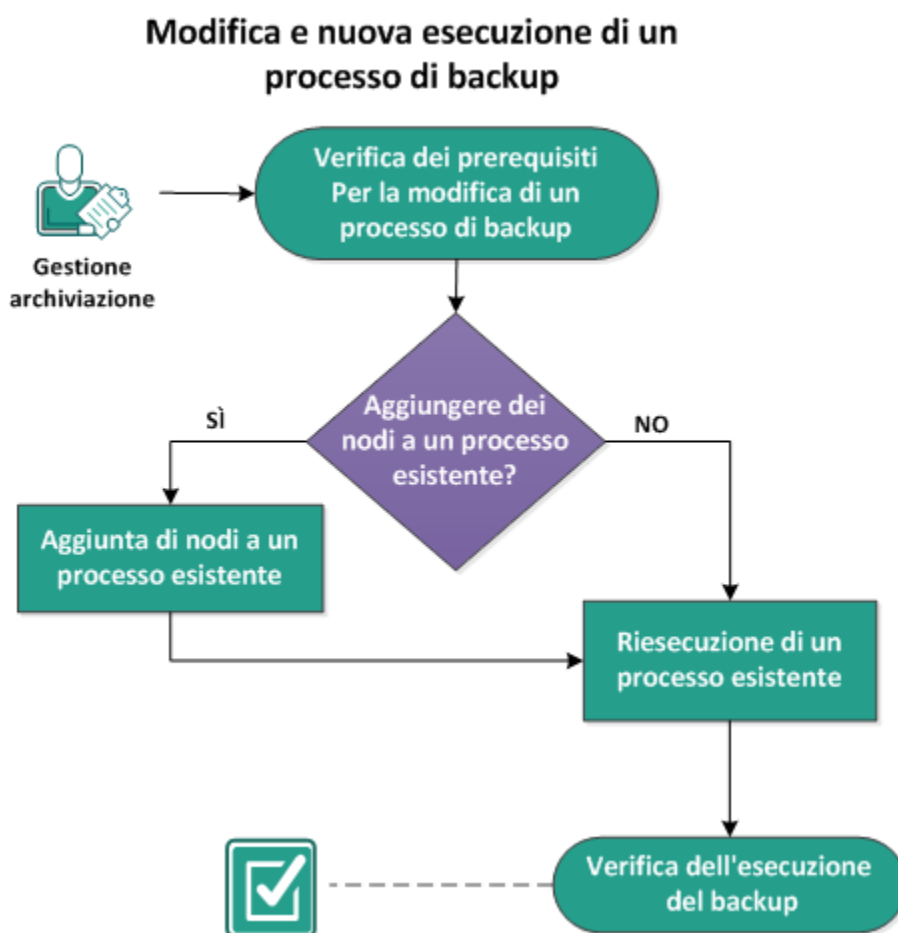 Modifica e nuova esecuzione di un
processo di backup
Verifica dei prerequisiti
Per la modifica di un
processo di backup
Gestione
archiviazione
Aggiungere dei
nodi a un processo
esistente?
SÌ
NO
Aggiunta di nodi a un
processo esistente
Riesecuzione di un
processo esistente
Verifica dell'esecuzione
del backup